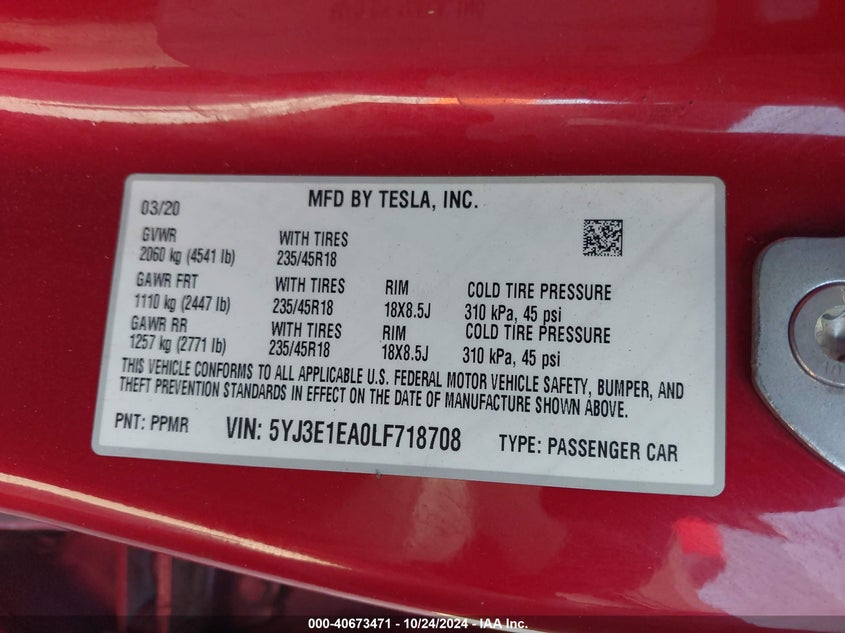 03/20 MFD BY TESLA, INC.
GVWR WITH TIRES
2060 kg (4541 lb) 235/45R18
GAWR FRT WITH TIRES RIM COLD TIRE PRESSURE
1110 kg (2447 lb) 235/45R18 18X8.5J 310 kPa, 45 psi
GAWR RR WITH TIRES RIM COLD TIRE PRESSURE
1257 kg (2771 lb) 235/45R18 18X8.5J 310 kPa, 45 psi
THIS VEHICLE CONFORMS TO ALL APPLICABLE U.S. FEDERAL MOTOR VEHICLE SAFETY, BUMPER, AND
THEFT PREVENTION STANDARDS IN EFFECT ON THE DATE OF MANUFACTURE SHOWN ABOVE.
PNT: PPMR VIN: 5YJ3E1EA0LF718708 TYPE: PASSENGER CAR
000-40673471 - 10/24/2024 - IAA Inc.